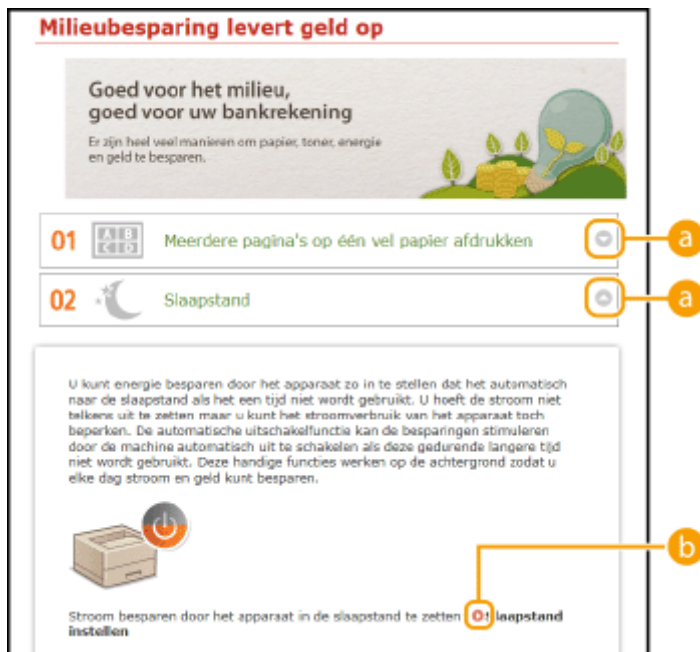 Milieubesparing levert geld op
Goed voor het milieu,
goed voor uw bankrekening
Er zijn heel veel manieren om papier, toner, energie
en geld te besparen.
01 A B C D Meerdere pagina's op één vel papier afdrukken a
02 Slaapstand a
U kunt energie besparen door het apparaat zo in te stellen dat het automatisch
naar de slaapstand als het een tijd niet wordt gebruikt. U hoeft de stroom niet
telkens uit te zetten maar u kunt het stroomverbruik van het apparaat toch
beperken. De automatische uitschakelfunctie kan de besparingen stimuleren
door de machine automatisch uit te schakelen als deze gedurende langere tijd
niet wordt gebruikt. Deze handige functies werken op de achtergrond zodat u
elke dag stroom en geld kunt besparen.
b
Stroom besparen door het apparaat in de slaapstand te zetten Slaapstand
instellen